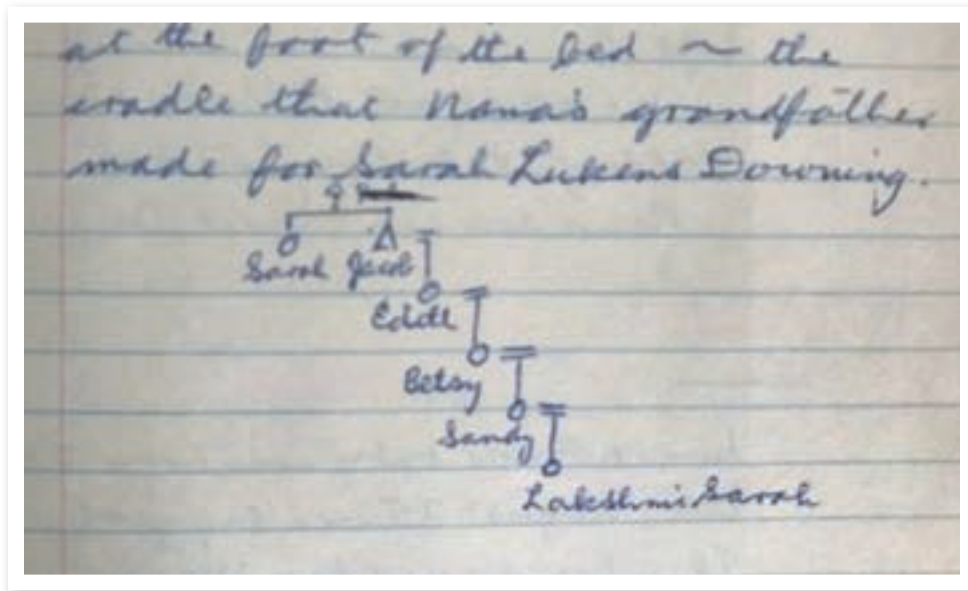 at the foot of the bed ~ the
cradle that Nana's grandfather
made for Sarah Lukens Downing.
Sarah Jacob
Edith
Betsy
Sandy
Lakshmi Sarah